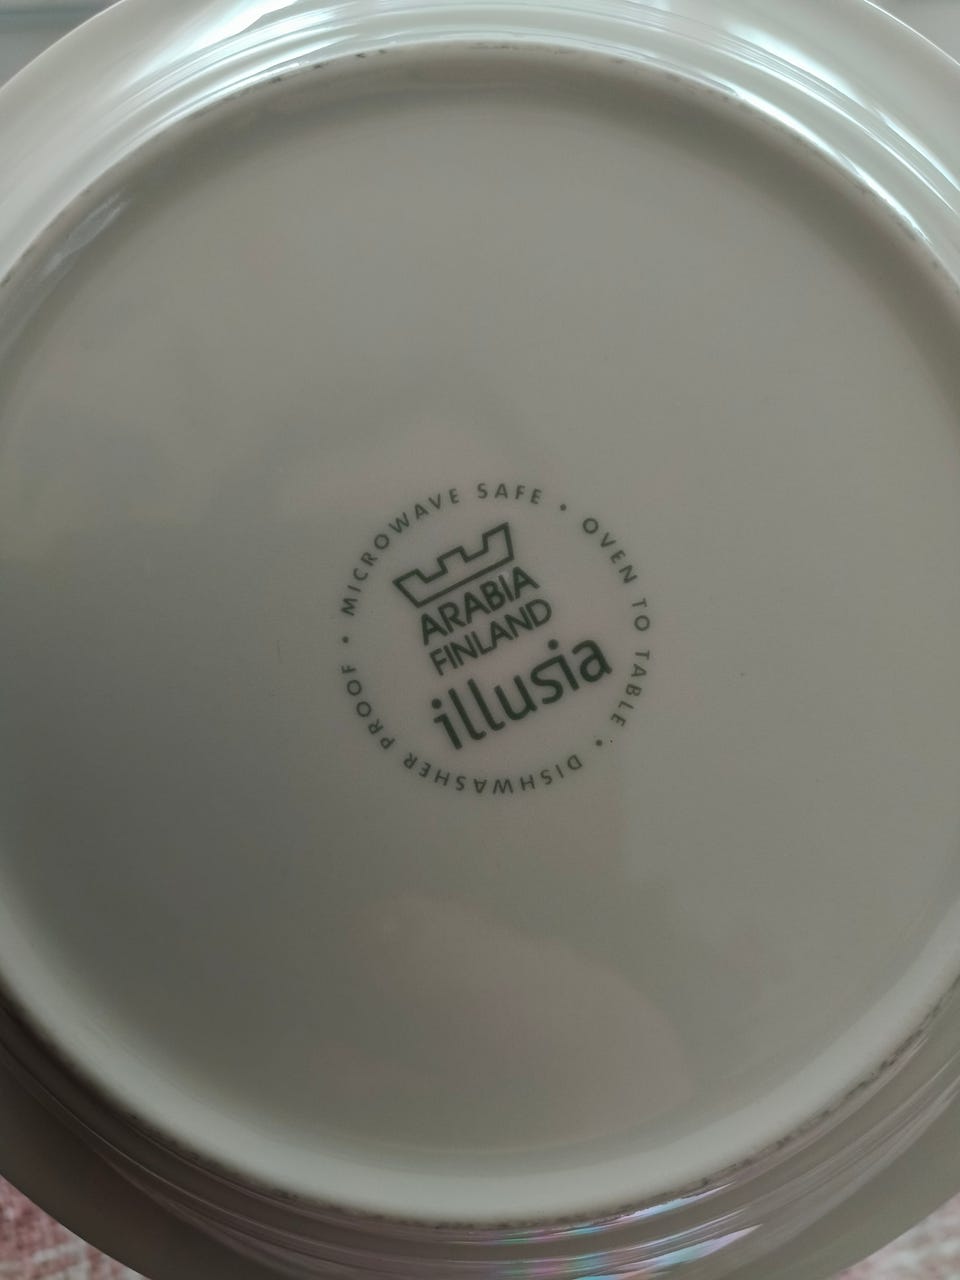 MICROWAVE SAFE • OVEN TO TABLE • DISHWASHER PROOF •
ARABIA
FINLAND
illusia